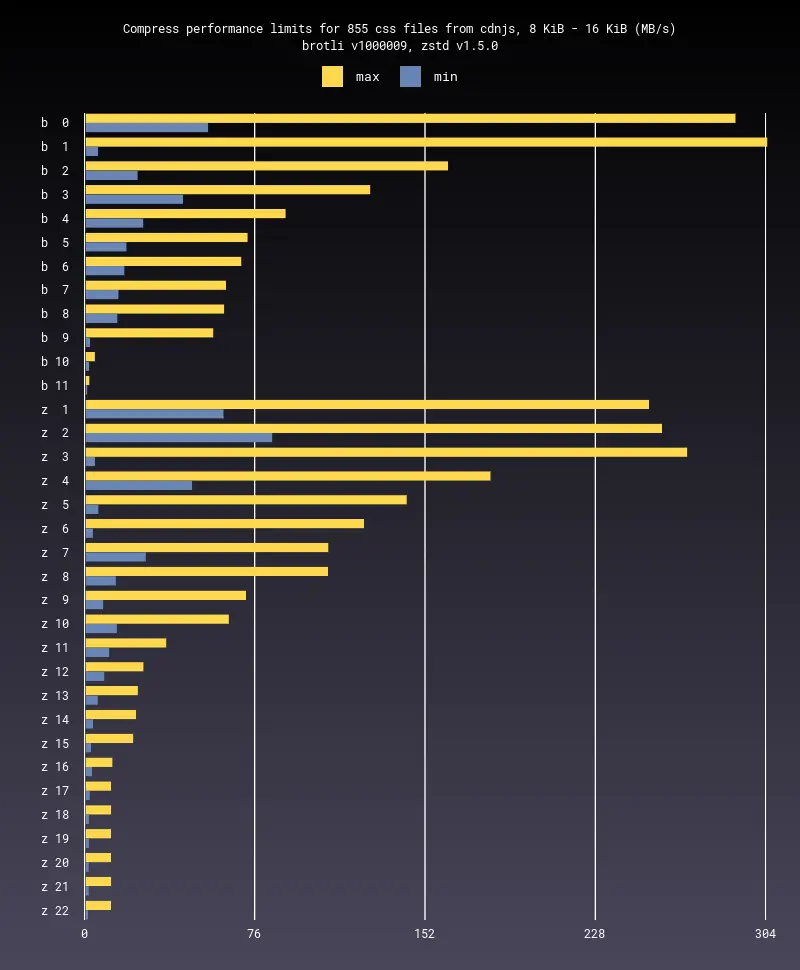 Compress performance limits for 855 css files from cdnjs, 8 KiB - 16 KiB (MB/s)
brotli v1000009, zstd v1.5.0
max min
b 0
b 1
b 2
b 3
b 4
b 5
b 6
b 7
b 8
b 9
b 10
b 11
z 1
z 2
z 3
z 4
z 5
z 6
z 7
z 8
z 9
z 10
z 11
z 12
z 13
z 14
z 15
z 16
z 17
z 18
z 19
z 20
z 21
z 22
0 76 152 228 304